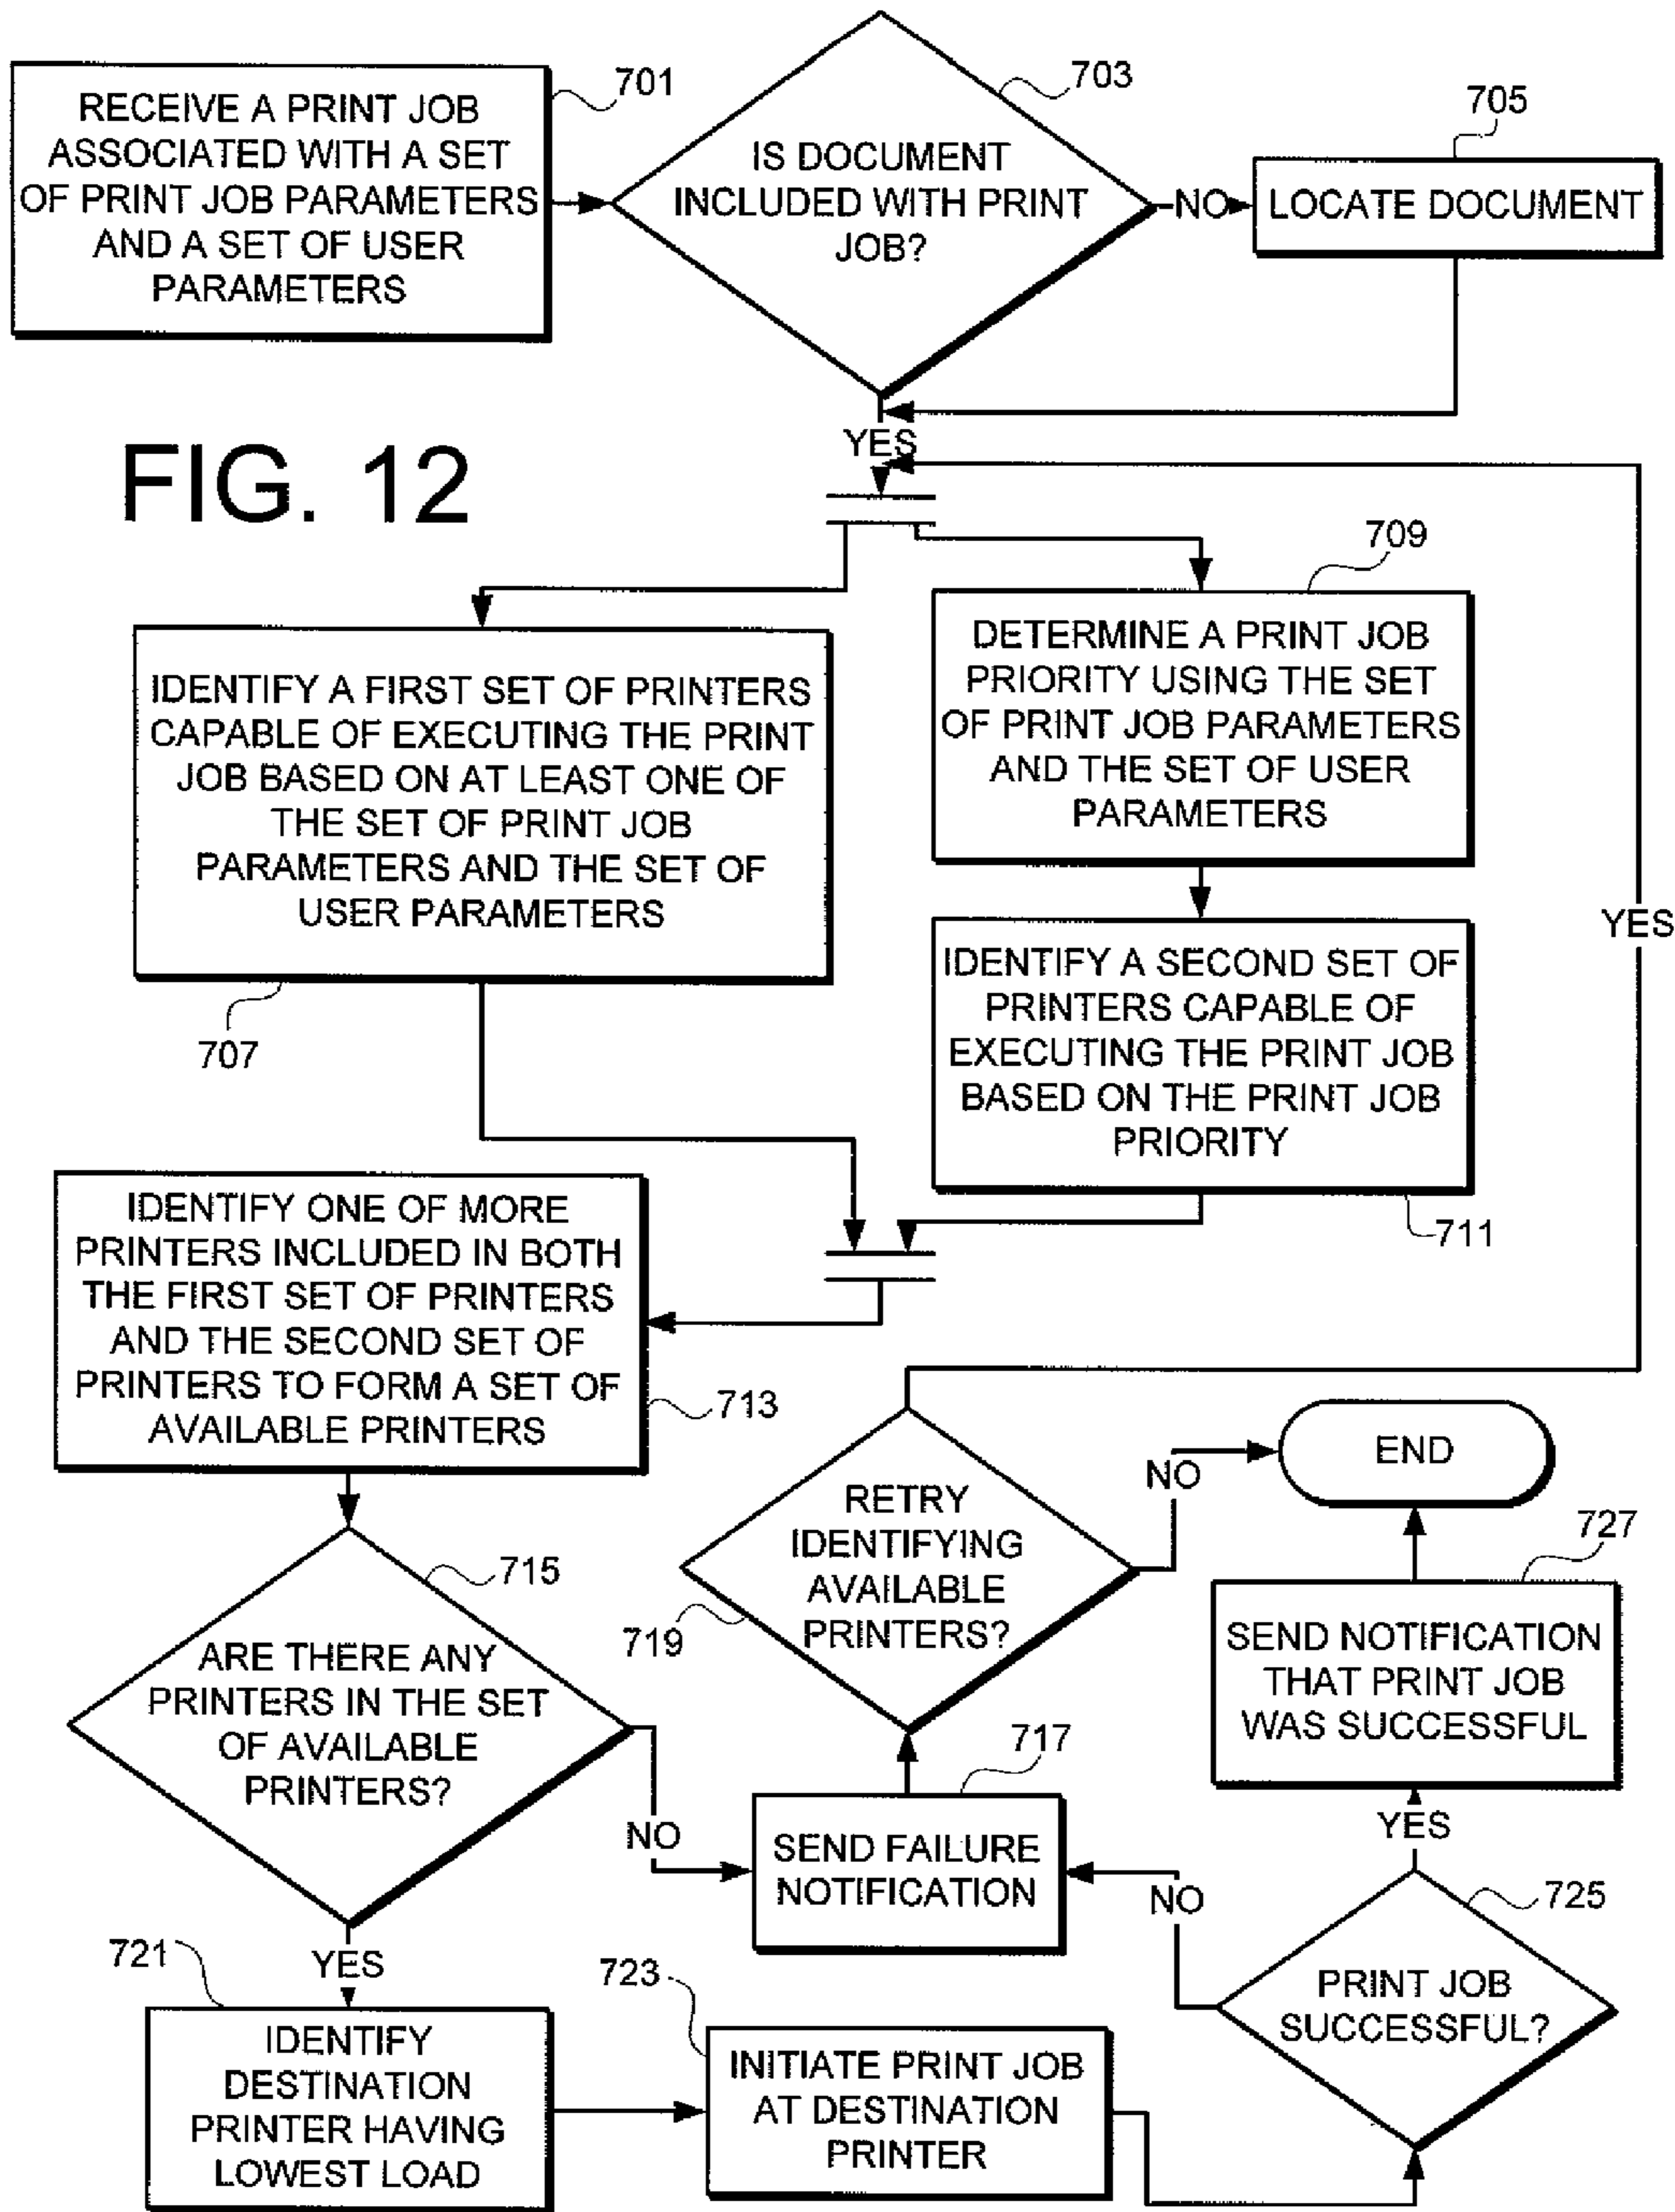 RECEIVE A PRINT JOB
ASSOCIATED WITH A SET
OF PRINT JOB PARAMETERS
AND A SET OF USER
PARAMETERS
701
IS DOCUMENT
INCLUDED WITH PRINT
JOB?
703
NO
705
LOCATE DOCUMENT
YES
FIG. 12
709
DETERMINE A PRINT JOB
PRIORITY USING THE SET
OF PRINT JOB PARAMETERS
AND THE SET OF USER
PARAMETERS
IDENTIFY A FIRST SET OF PRINTERS
CAPABLE OF EXECUTING THE PRINT
JOB BASED ON AT LEAST ONE OF
THE SET OF PRINT JOB
PARAMETERS AND THE SET OF
USER PARAMETERS
707
YES
IDENTIFY A SECOND SET OF
PRINTERS CAPABLE OF
EXECUTING THE PRINT JOB
BASED ON THE PRINT JOB
PRIORITY
711
IDENTIFY ONE OF MORE
PRINTERS INCLUDED IN BOTH
THE FIRST SET OF PRINTERS
AND THE SECOND SET OF
PRINTERS TO FORM A SET OF
AVAILABLE PRINTERS
713
RETRY
IDENTIFYING
AVAILABLE
PRINTERS?
719
NO
END
727
SEND NOTIFICATION
THAT PRINT JOB
WAS SUCCESSFUL
715
ARE THERE ANY
PRINTERS IN THE SET
OF AVAILABLE
PRINTERS?
NO
717
SEND FAILURE
NOTIFICATION
YES
NO
725
PRINT JOB
SUCCESSFUL?
YES
721
IDENTIFY
DESTINATION
PRINTER HAVING
LOWEST LOAD
723
INITIATE PRINT JOB
AT DESTINATION
PRINTER